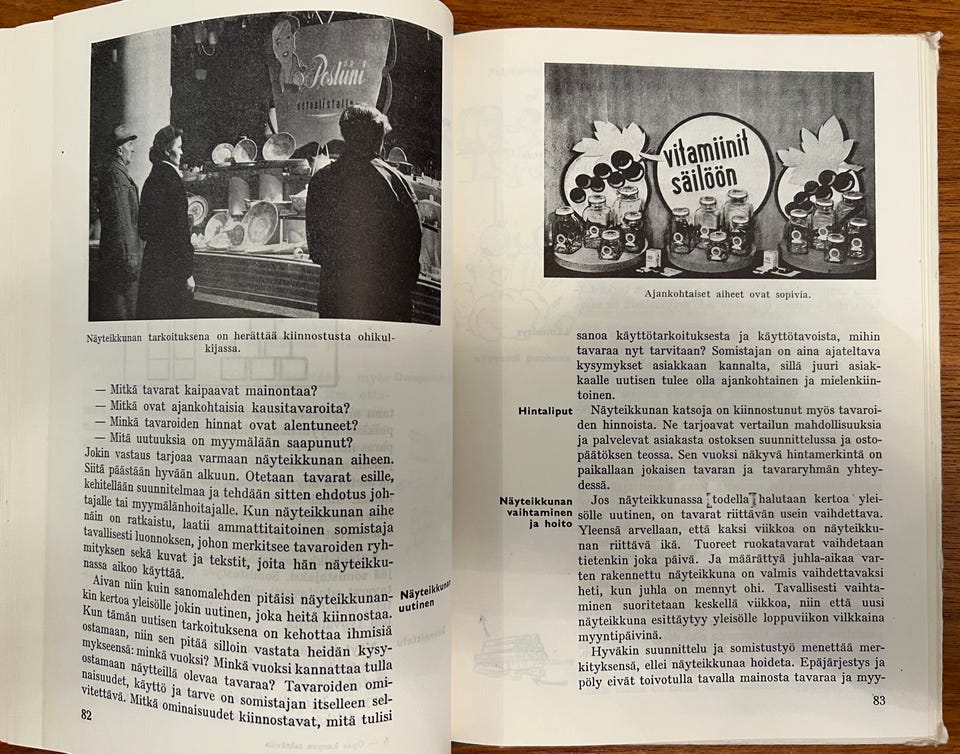 Postini
ostoslistalla
Näyteikkunan tarkoituksena on herättää kiinnostusta ohikul-
kijassa.
— Mitkä tavarat kaipaavat mainontaa?
— Mitkä ovat ajankohtaisia kausitavaroita?
— Minkä tavaroiden hinnat ovat alentuneet?
— Mitä uutuuksia on myymälään saapunut?
Jokin vastaus tarjoaa varmaan näyteikkunan aiheen.
Siitä päästään hyvään alkuun. Otetaan tavarat esille,
kehitellään suunnitelmaa ja tehdään sitten ehdotus joh-
tajalle tai myymälänhoitajalle. Kun näyteikkunan aihe
näin on ratkaistu, laatii ammattitaitoinen somistaja
tavallisesti luonnoksen, johon merkitsee tavaroiden ryh-
mityksen sekä kuvat ja tekstit, joita hän näyteikku-
nassa aikoo käyttää.
Aivan niin kuin sanomalehden pitäisi näyteikkunan-
kin kertoa yleisölle jokin uutinen, joka heitä kiinnostaa.
Kun tämän uutisen tarkoituksena on kehottaa ihmisiä
ostamaan, niin sen pitää silloin vastata heidän kysy-
mykseensä: minkä vuoksi? Minkä vuoksi kannattaa tulla
ostamaan näytteillä olevaa tavaraa? Tavaroiden omi-
naisuudet, käyttö ja tarve on somistajan itselleen sel-
vitettävä. Mitkä ominaisuudet kiinnostavat, mitä tulisi
Näyteikkunan
uutinen
82
6 — Opas kaupan tehtäviin
vitamiinit
säilöön
Ajankohtaiset aiheet ovat sopivia.
sanoa käyttötarkoituksesta ja käyttötavoista, mihin
tavaraa nyt tarvitaan? Somistajan on aina ajateltava
kysymykset asiakkaan kannalta, sillä juuri asiak-
kaalle uutisen tulee olla ajankohtainen ja mielenkiin-
toinen.
Hintaliput
Näyteikkunan katsoja on kiinnostunut myös tavaroi-
den hinnoista. Ne tarjoavat vertailun mahdollisuuksia
ja palvelevat asiakasta ostoksen suunnittelussa ja osto-
päätöksen teossa. Sen vuoksi näkyvä hintamerkintä on
paikallaan jokaisen tavaran ja tavararyhmän yhtey-
dessä.
Näyteikkunan
vaihtaminen
ja hoito
Jos näyteikkunassa todella halutaan kertoa ylei-
sölle uutinen, on tavarat riittävän usein vaihdettava.
Yleensä arvellaan, että kaksi viikkoa on näyteikku-
nan riittävä ikä. Tuoreet ruokatavarat vaihdetaan
tietenkin joka päivä. Ja määrättyä juhla-aikaa var-
ten rakennettu näyteikkuna on valmis vaihdettavaksi
heti, kun juhla on mennyt ohi. Tavallisesti vaihta-
minen suoritetaan keskellä viikkoa, niin että uusi
näyteikkuna esittäytyy yleisölle loppuviikon vilkkaina
myyntipäivinä.
Hyväkin suunnittelu ja somistustyö menettää mer-
kityksensä, ellei näyteikkunaa hoideta. Epäjärjestys ja
pöly eivät toivotulla tavalla mainosta tavaraa ja myy-
83